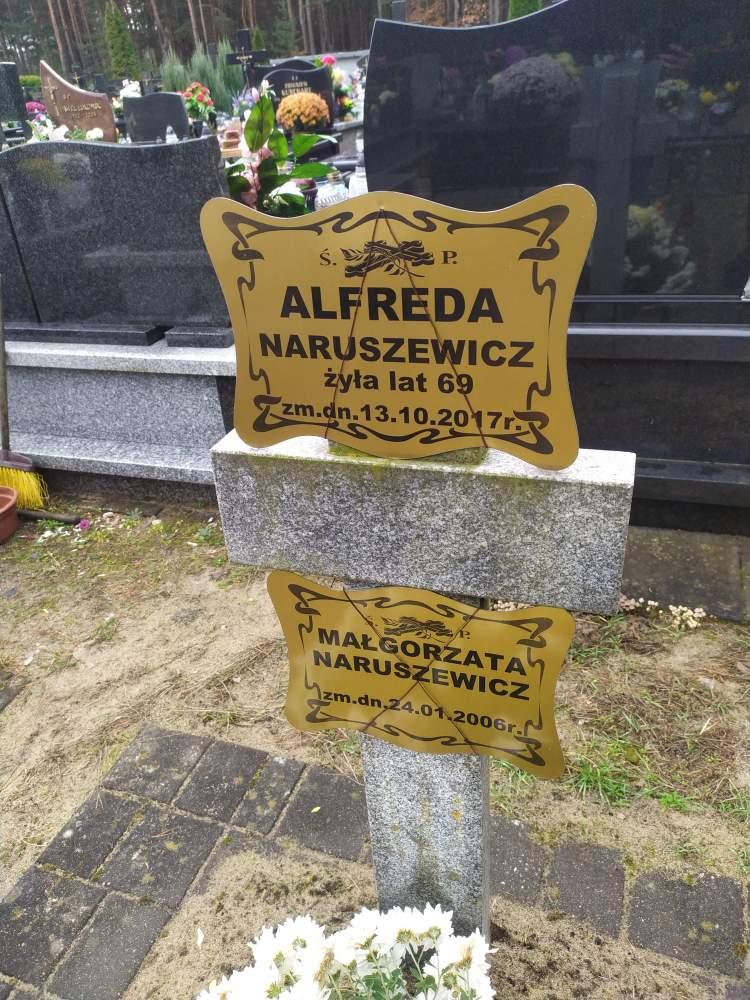 Ś. P.
ALFREDA
NARUSZEWICZ
żyła lat 69
zm.dn.13.10.2017r.
Ś. P.
MAŁGORZATA
NARUSZEWICZ
zm.dn.24.01.2006r.